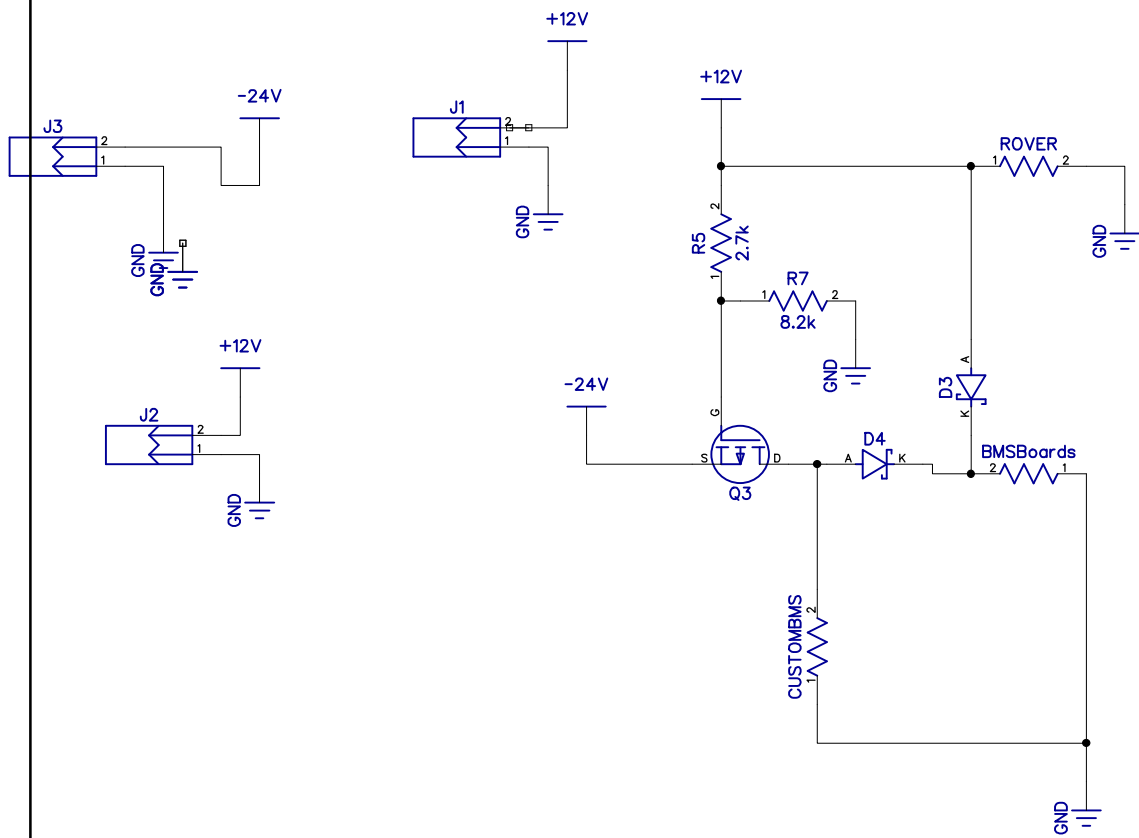 +12V
-24V
+12V
J3
J1
2
1
2
1
ROVER
1
2
GND
GND
GND
GND
R5
2.7k
2
1
R7
1
2
8.2k
+12V
-24V
GND
A
D3
K
J2
2
1
G
S
D
Q3
D4
A
K
BMSBoards
2
1
GND
CUSTOMBMS
2
1
GND